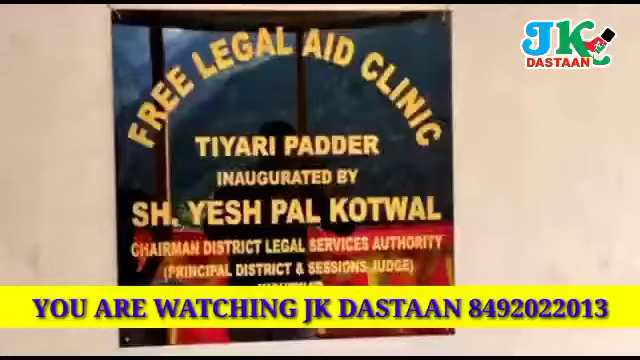 JK
DASTAAN
FREE LEGAL AID CLINIC
TIYARI PADDER
INAUGURATED BY
SH. YESH PAL KOTWAL
CHAIRMAN DISTRICT LEGAL SERVICES AUTHORITY
(PRINCIPAL DISTRICT & SESSIONS JUDGE)
YOU ARE WATCHING JK DASTAAN 8492022013